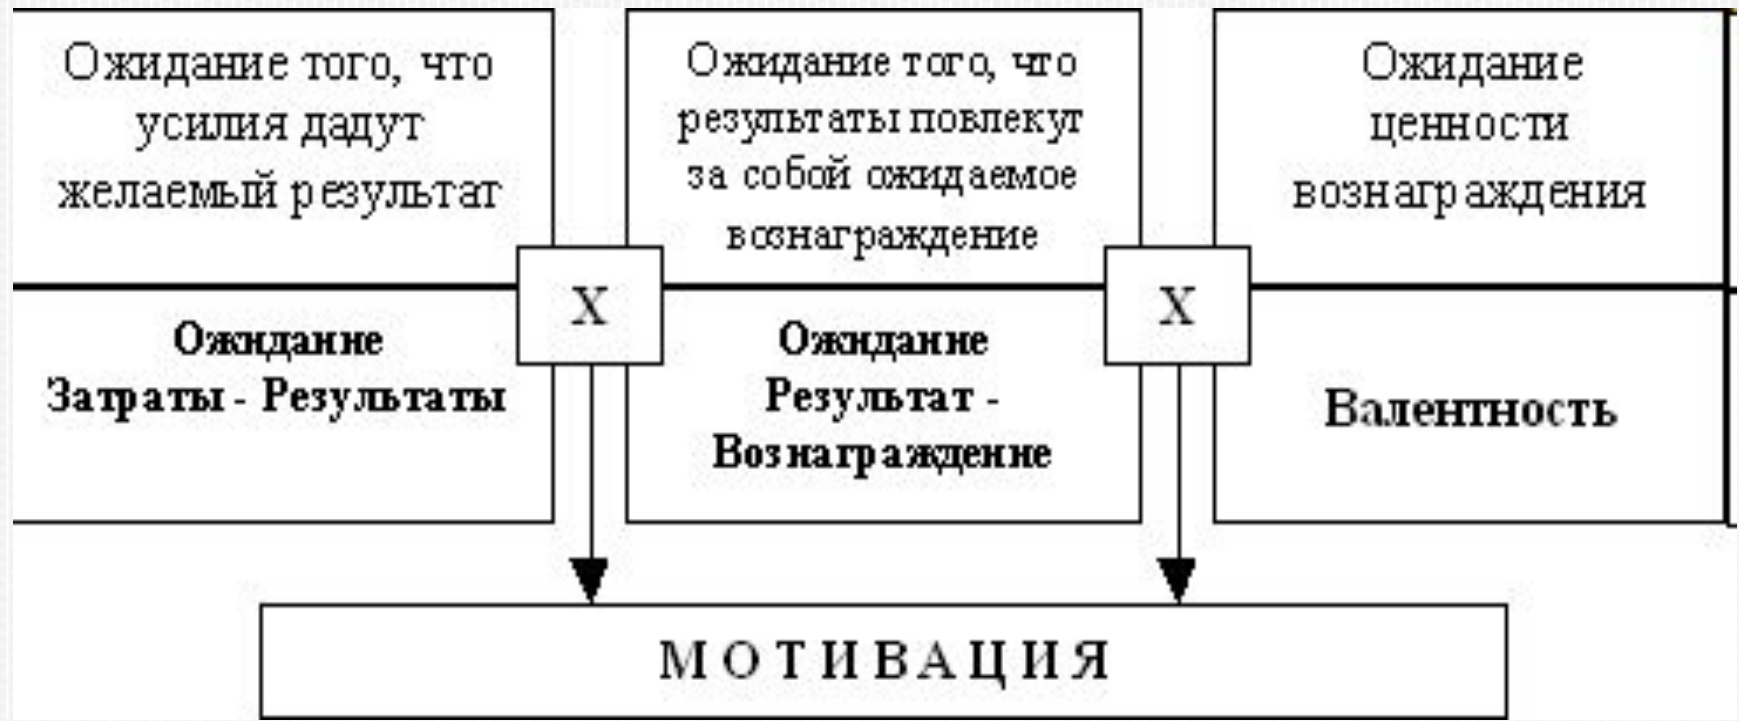 Ожидание того, что
усилия дадут
желаемый результат
Ожидание того, что
результаты повлекут
за собой ожидаемое
вознаграждение
Ожидание
ценности
вознаграждения
X
X
Ожидание
Затраты - Результаты
Ожидание
Результат -
Вознаграждение
Валентность
МОТИВАЦИЯ